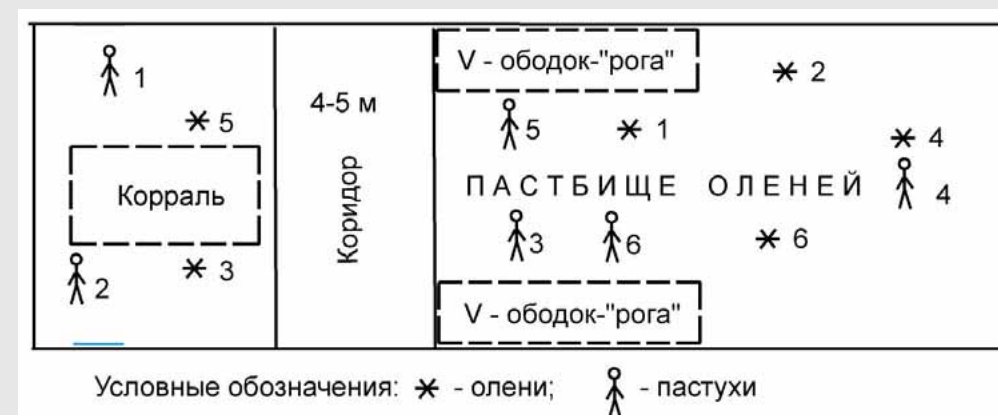 V - ободок-"рога"
2
1
4-5 м
5
5
1
4
Корраль
Коридор
ПАСТБИЩЕ ОЛЕНЕЙ
4
3
6
6
2
3
V - ободок-"рога"
Условные обозначения: - олени; - пастухи